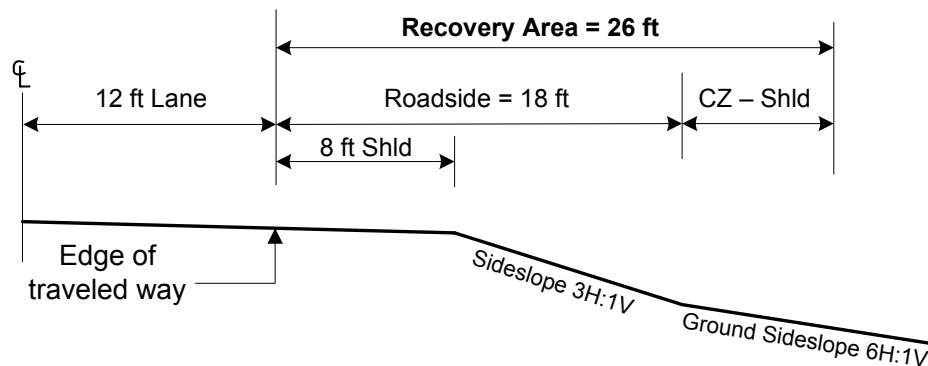 Recovery Area = 26 ft
℄
12 ft Lane
Roadside = 18 ft
CZ – Shld
8 ft Shld
Edge of
traveled way
Sideslope 3H:1V
Ground Sideslope 6H:1V